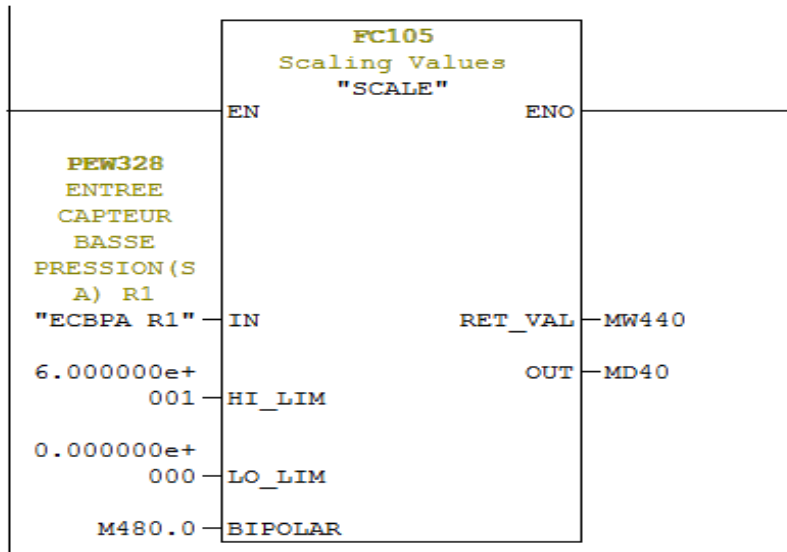 FC105
Scaling Values
"SCALE"
EN ENO
PEW328
ENTREE
CAPTEUR
BASSE
PRESSION(S
A) R1
"ECBPA R1" IN RET_VAL MW440
6.000000e+ OUT MD40
001 HI_LIM
0.000000e+
000 LO_LIM
M480.0 BIPOLAR